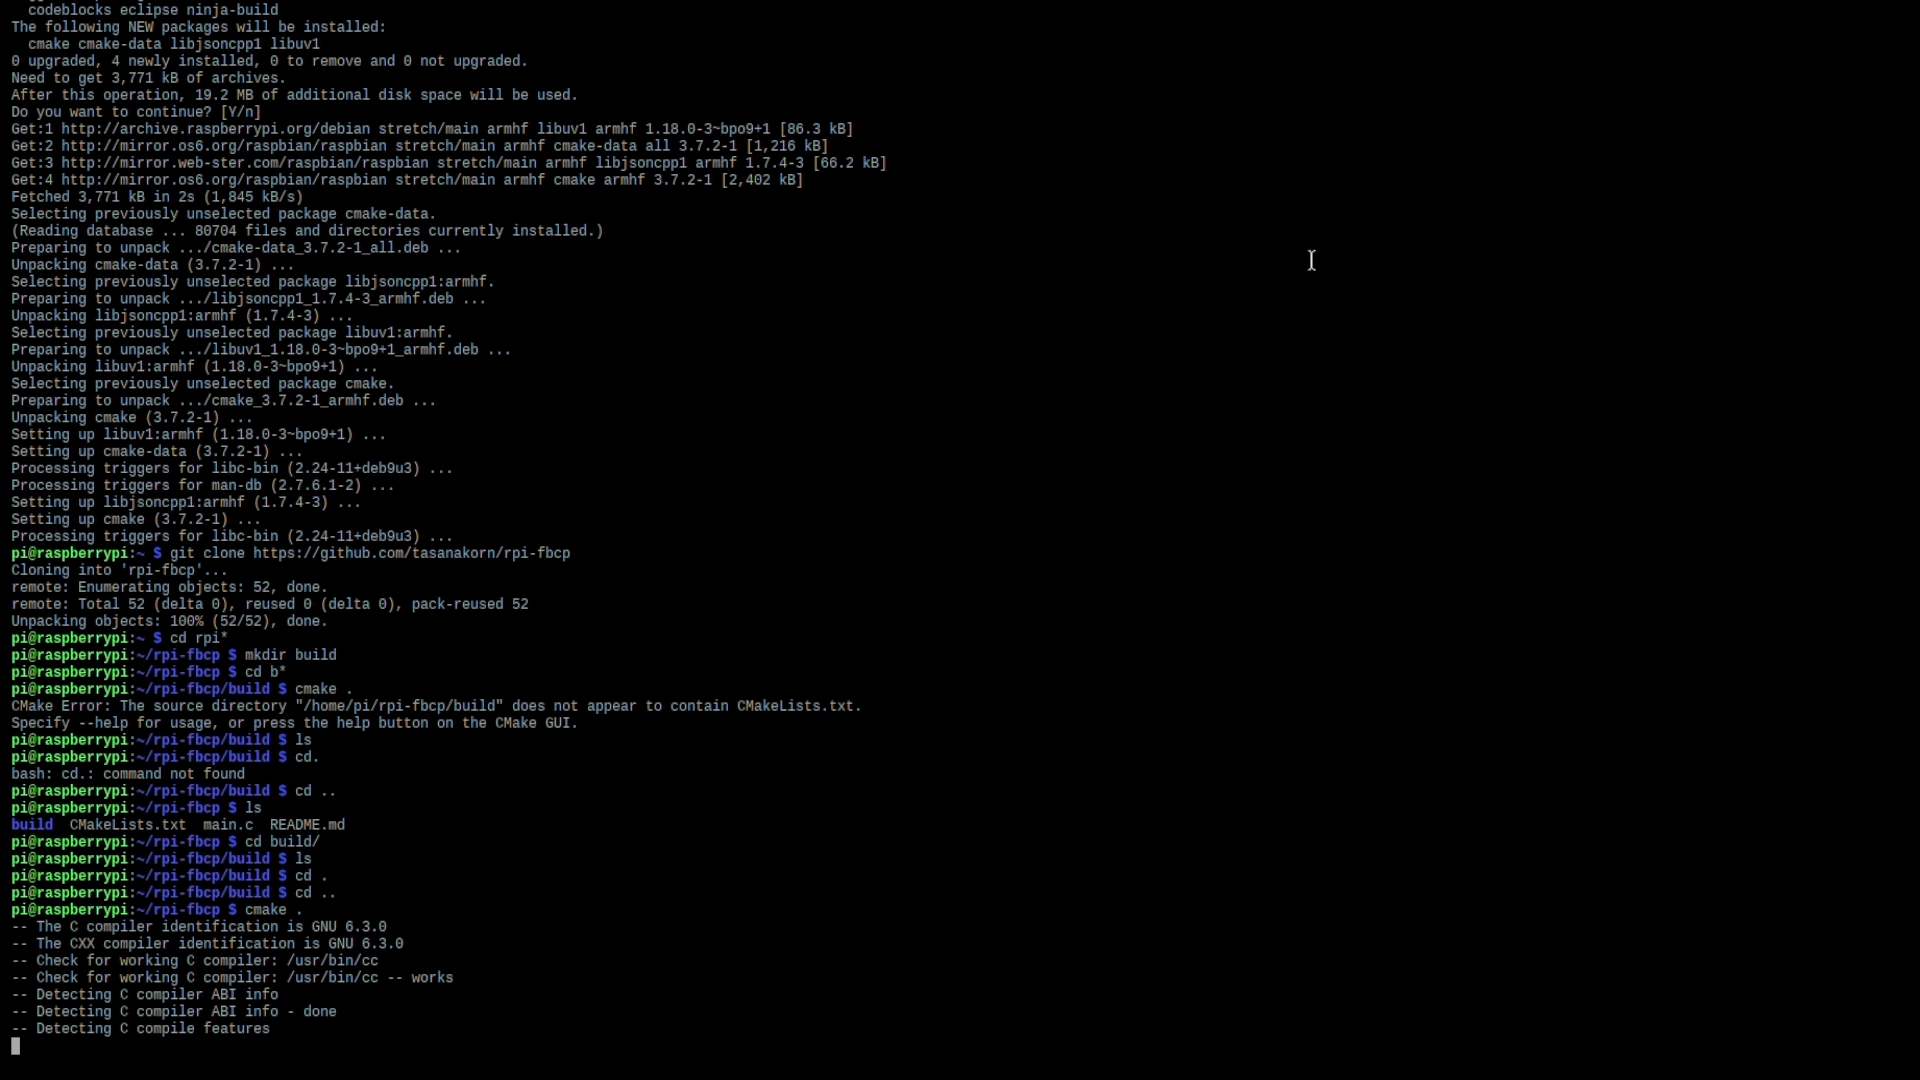 codeblocks eclipse ninja-build
The following NEW packages will be installed:
cmake cmake-data libjsoncpp1 libuv1
0 upgraded, 4 newly installed, 0 to remove and 0 not upgraded.
Need to get 3,771 kB of archives.
After this operation, 19.2 MB of additional disk space will be used.
Do you want to continue? [Y/n]
Get:1 http://archive.raspberrypi.org/debian stretch/main armhf libuv1 armhf 1.18.0-3~bpo9+1 [86.3 kB]
Get:2 http://mirror.os6.org/raspbian/raspbian stretch/main armhf cmake-data all 3.7.2-1 [1,216 kB]
Get:3 http://mirror.web-ster.com/raspbian/raspbian stretch/main armhf libjsoncpp1 armhf 1.7.4-3 [66.2 kB]
Get:4 http://mirror.os6.org/raspbian/raspbian stretch/main armhf cmake armhf 3.7.2-1 [2,402 kB]
Fetched 3,771 kB in 2s (1,845 kB/s)
Selecting previously unselected package cmake-data.
(Reading database ... 80704 files and directories currently installed.)
Preparing to unpack .../cmake-data_3.7.2-1_all.deb ...
Unpacking cmake-data (3.7.2-1) ...
Selecting previously unselected package libjsoncpp1:armhf.
Preparing to unpack .../libjsoncpp1_1.7.4-3_armhf.deb ...
Unpacking libjsoncpp1:armhf (1.7.4-3) ...
Selecting previously unselected package libuv1:armhf.
Preparing to unpack .../libuv1_1.18.0-3~bpo9+1_armhf.deb ...
Unpacking libuv1:armhf (1.18.0-3~bpo9+1) ...
Selecting previously unselected package cmake.
Preparing to unpack .../cmake_3.7.2-1_armhf.deb ...
Unpacking cmake (3.7.2-1) ...
Setting up libuv1:armhf (1.18.0-3~bpo9+1) ...
Setting up cmake-data (3.7.2-1) ...
Processing triggers for libc-bin (2.24-11+deb9u3) ...
Processing triggers for man-db (2.7.6.1-2) ...
Setting up libjsoncpp1:armhf (1.7.4-3) ...
Setting up cmake (3.7.2-1) ...
Processing triggers for libc-bin (2.24-11+deb9u3) ...
pi@raspberrypi:~ $ git clone https://github.com/tasanakorn/rpi-fbcp
Cloning into 'rpi-fbcp'...
remote: Enumerating objects: 52, done.
remote: Total 52 (delta 0), reused 0 (delta 0), pack-reused 52
Unpacking objects: 100% (52/52), done.
pi@raspberrypi:~ $ cd rpi*
pi@raspberrypi:~/rpi-fbcp $ mkdir build
pi@raspberrypi:~/rpi-fbcp $ cd b*
pi@raspberrypi:~/rpi-fbcp/build $ cmake .
CMake Error: The source directory "/home/pi/rpi-fbcp/build" does not appear to contain CMakeLists.txt.
Specify --help for usage, or press the help button on the CMake GUI.
pi@raspberrypi:~/rpi-fbcp/build $ ls
pi@raspberrypi:~/rpi-fbcp/build $ cd.
bash: cd.: command not found
pi@raspberrypi:~/rpi-fbcp/build $ cd ..
pi@raspberrypi:~/rpi-fbcp $ ls
build  CMakeLists.txt  main.c  README.md
pi@raspberrypi:~/rpi-fbcp $ cd build/
pi@raspberrypi:~/rpi-fbcp/build $ ls
pi@raspberrypi:~/rpi-fbcp/build $ cd .
pi@raspberrypi:~/rpi-fbcp/build $ cd ..
pi@raspberrypi:~/rpi-fbcp $ cmake .
-- The C compiler identification is GNU 6.3.0
-- The CXX compiler identification is GNU 6.3.0
-- Check for working C compiler: /usr/bin/cc
-- Check for working C compiler: /usr/bin/cc -- works
-- Detecting C compiler ABI info
-- Detecting C compiler ABI info - done
-- Detecting C compile features